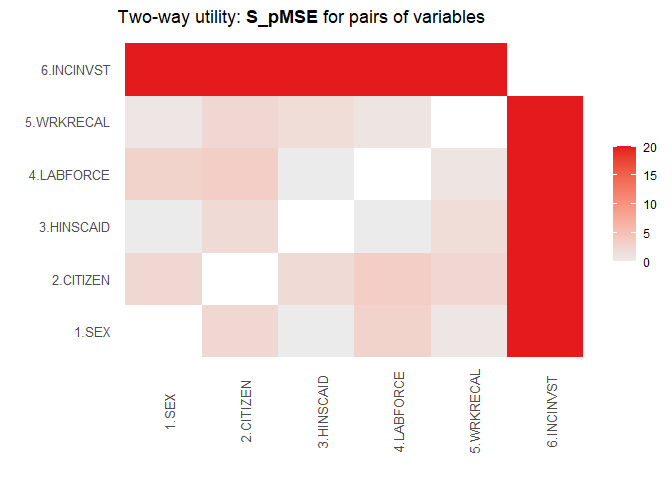 Two-way utility: S_pMSE for pairs of variables
6.INCINVST
5.WRKRECAL
4.LABFORCE
3.HINSCAID
2.CITIZEN
1.SEX
20
15
10
5
0
1.SEX
2.CITIZEN
3.HINSCAID
4.LABFORCE
5.WRKRECAL
6.INCINVST